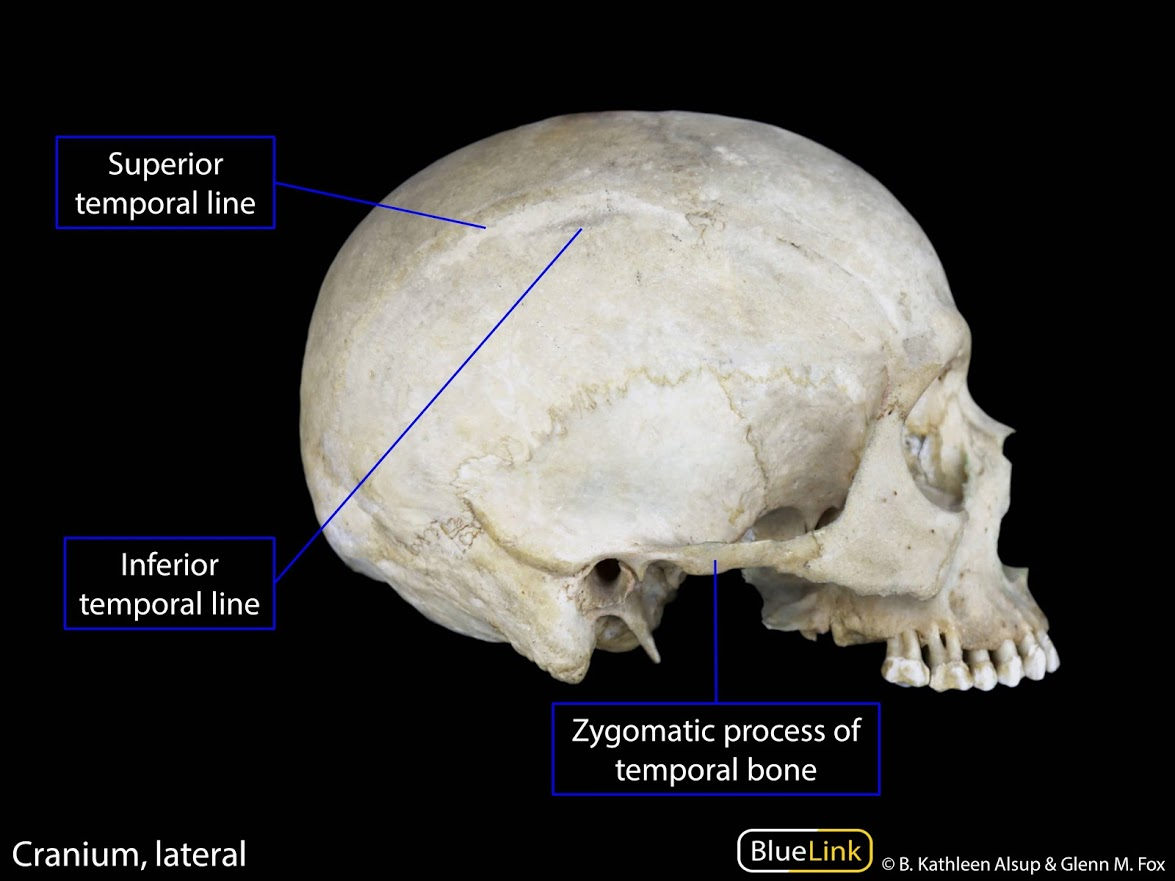 Superior
temporal line
Inferior
temporal line
Zygomatic process of
temporal bone
Cranium, lateral
BlueLink
© B. Kathleen Alsup & Glenn M. Fox